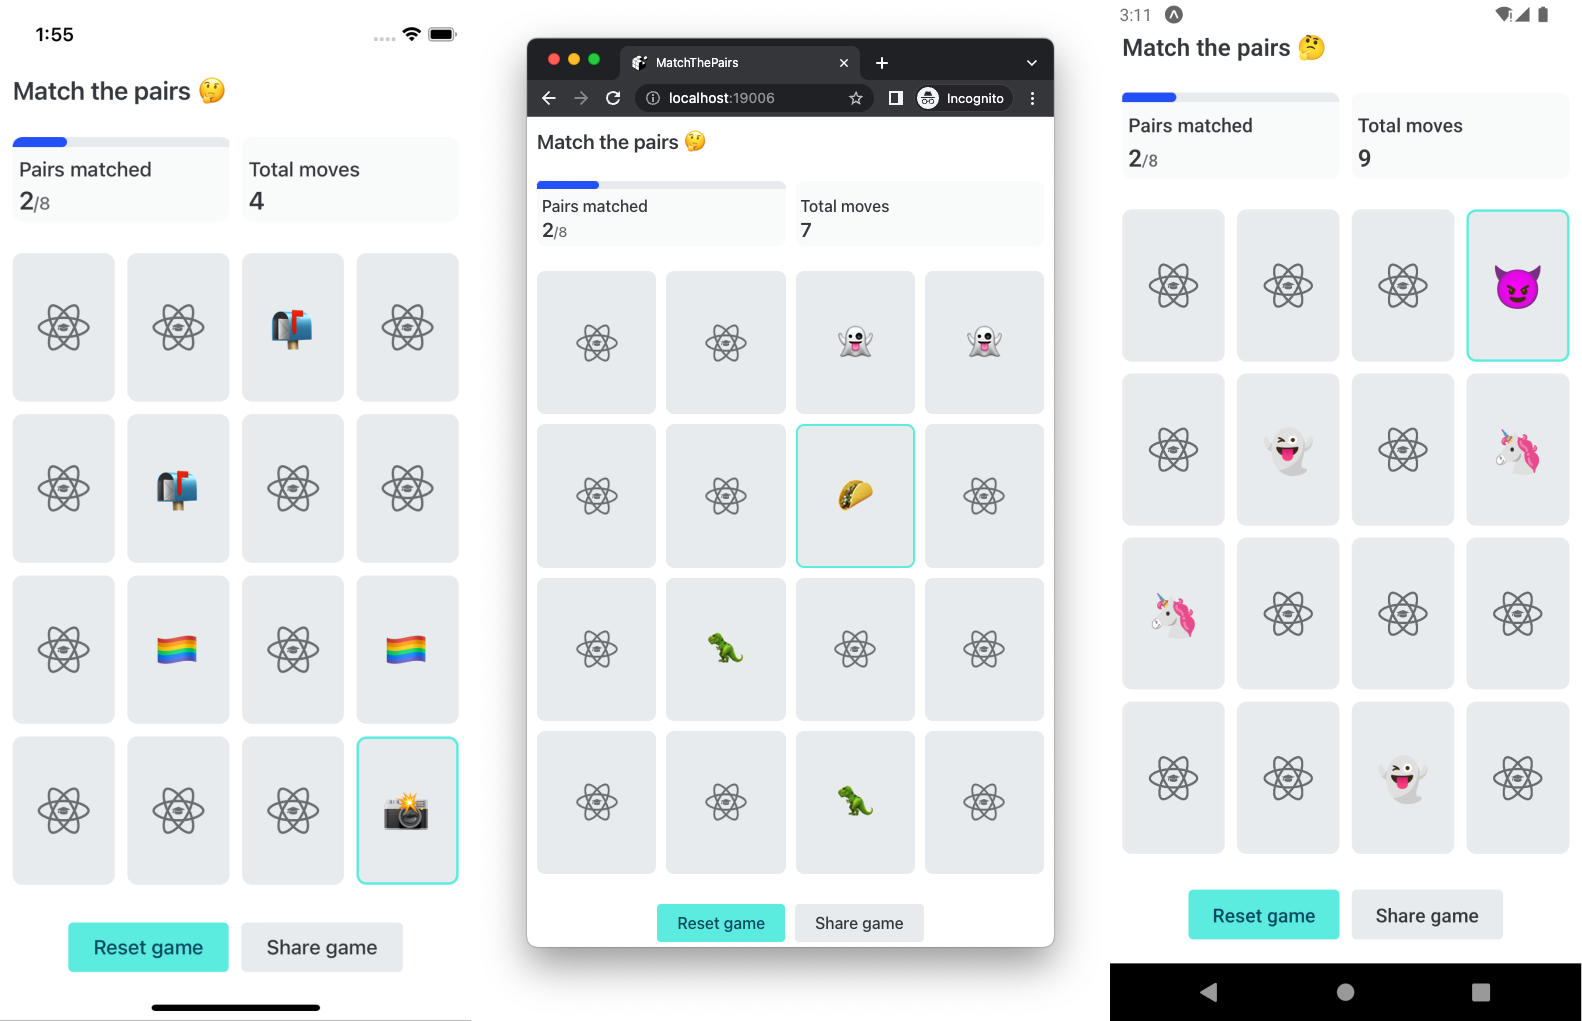 1:55
Match the pairs 🤔
Pairs matched
2/8
Total moves
4
Reset game
Share game
MatchThePairs
localhost:19006
Incognito
Match the pairs 🤔
Pairs matched
2/8
Total moves
7
Reset game
Share game
3:11
Match the pairs 🤔
Pairs matched
2/8
Total moves
9
Reset game
Share game